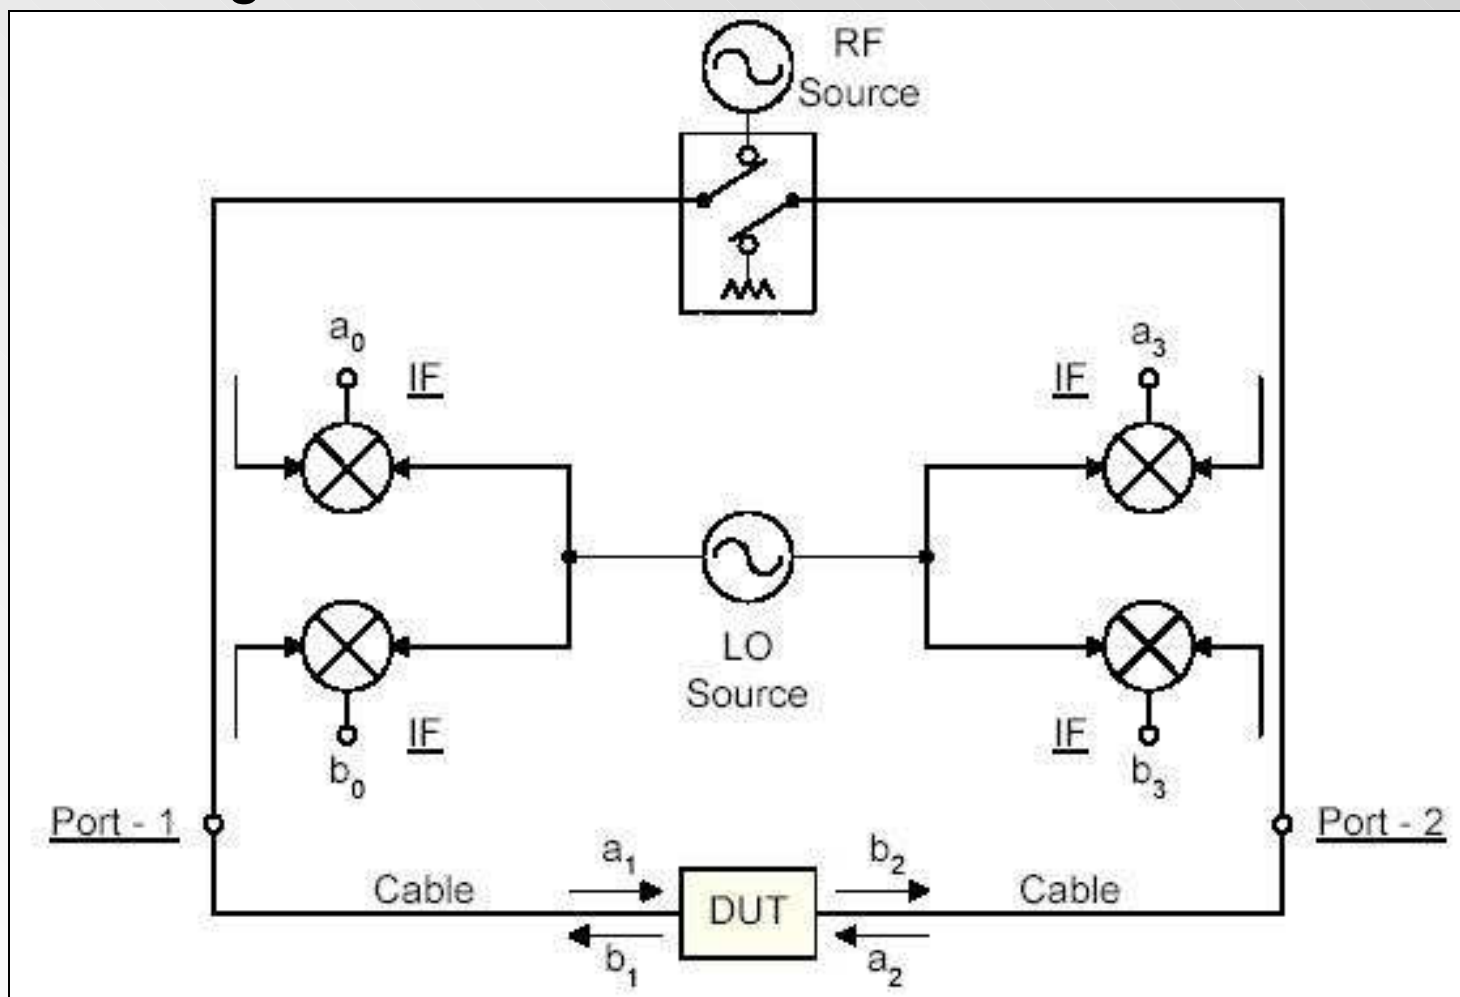 RF
Source
a0
IF
a3
IF
LO
Source
IF
b0
IF
b3
Port - 1
Port - 2
a1
b2
Cable
DUT
Cable
b1
a2